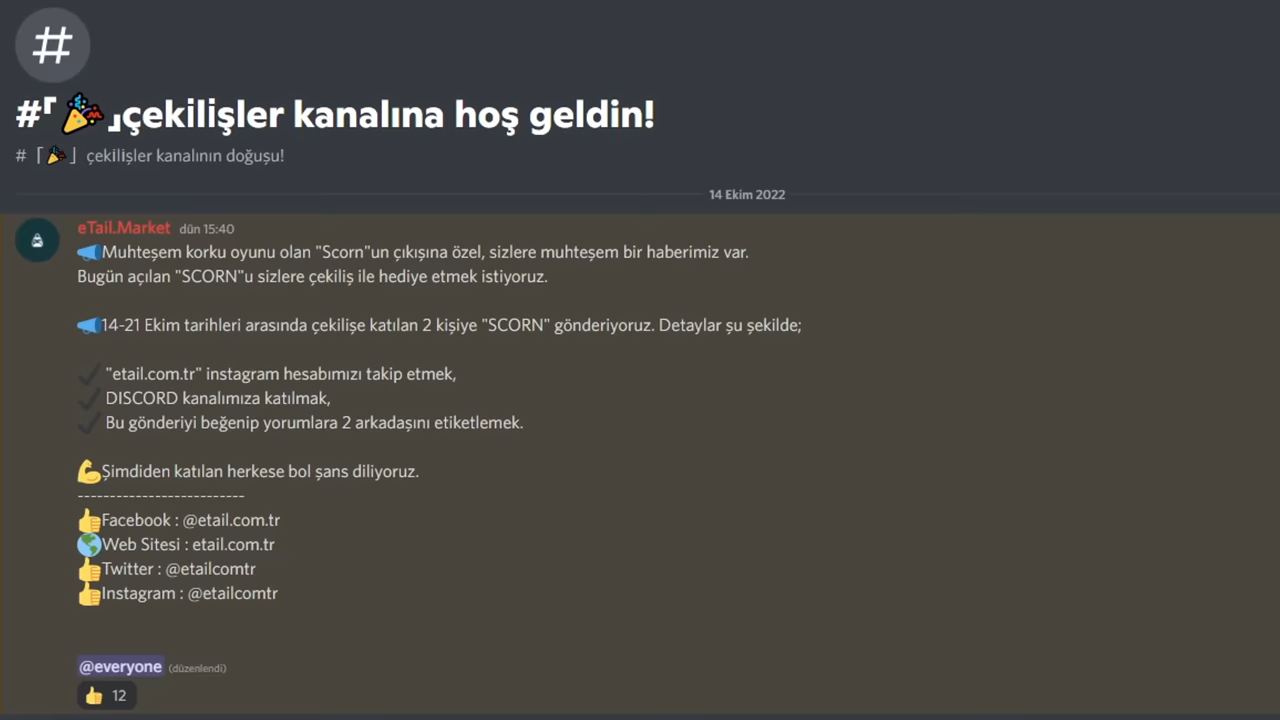 #
#「🎉」çekilişler kanalına hoş geldin!
# 「🎉」 çekilişler kanalının doğuşu!
14 Ekim 2022
eTail.Market dün 15:40
📣Muhteşem korku oyunu olan "Scorn"un çıkışına özel, sizlere muhteşem bir haberimiz var.
Bugün açılan "SCORN"u sizlere çekiliş ile hediye etmek istiyoruz.
📣14-21 Ekim tarihleri arasında çekilişe katılan 2 kişiye "SCORN" gönderiyoruz. Detaylar şu şekilde;
✔️ "etail.com.tr" instagram hesabımızı takip etmek,
✔️ DISCORD kanalımıza katılmak,
✔️ Bu gönderiyi beğenip yorumlara 2 arkadaşını etiketlemek.
💪Şimdiden katılan herkese bol şans diliyoruz.
--------------------------
👍Facebook : @etail.com.tr
🌎Web Sitesi : etail.com.tr
👍Twitter : @etailcomtr
👍Instagram : @etailcomtr
@everyone (düzenlendi)
👍 12